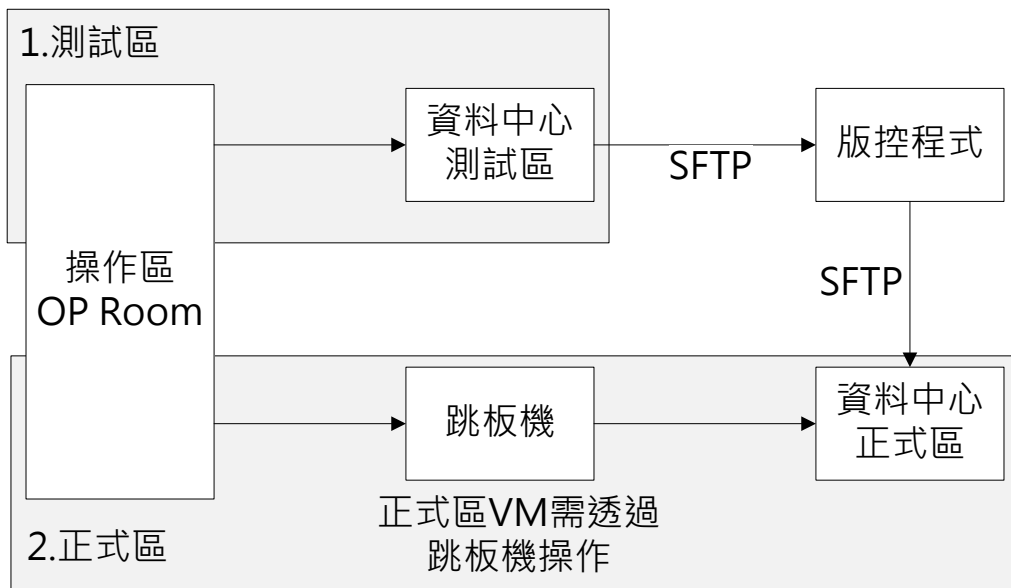 1.測試區
資料中心
測試區
SFTP
版控程式
操作區
OP Room
SFTP
跳板機
資料中心
正式區
正式區VM需透過
跳板機操作
2.正式區